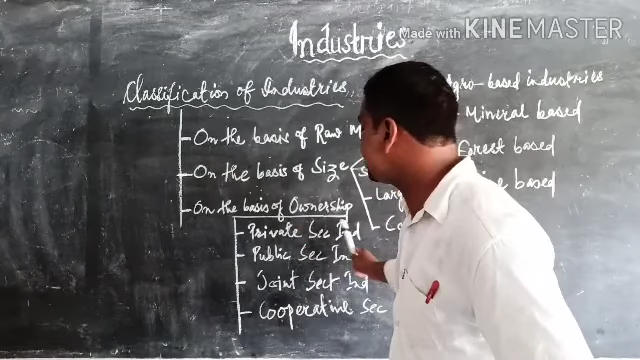 Made with KINEMASTER
Industries
Classification of Industries
Agro-based industries
On the basis of Raw M
Mineral based
On the basis of Size
Forest based
based
On the basis of Ownership
Private Sec Ind
Public Sec In
Joint Sect Ind
Cooperative Sec